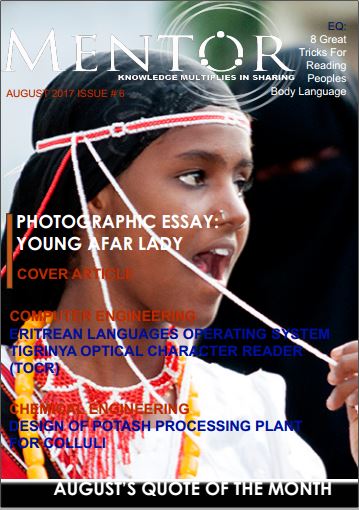 MENTOR
KNOWLEDGE MULTIPLIES IN SHARING
AUGUST 2017 ISSUE # 6
EQ:
8 Great
Tricks For
Reading
Peoples
Body Language
PHOTOGRAPHIC ESSAY:
YOUNG AFAR LADY
COVER ARTICLE
COMPUTER ENGINEERING
ERITREAN LANGUAGES OPERATING SYSTEM
TIGRINYA OPTICAL CHARACTER READER
(TOCR)
CHEMICAL ENGINEERING
DESIGN OF POTASH PROCESSING PLANT
FOR COLLULI
AUGUST'S QUOTE OF THE MONTH